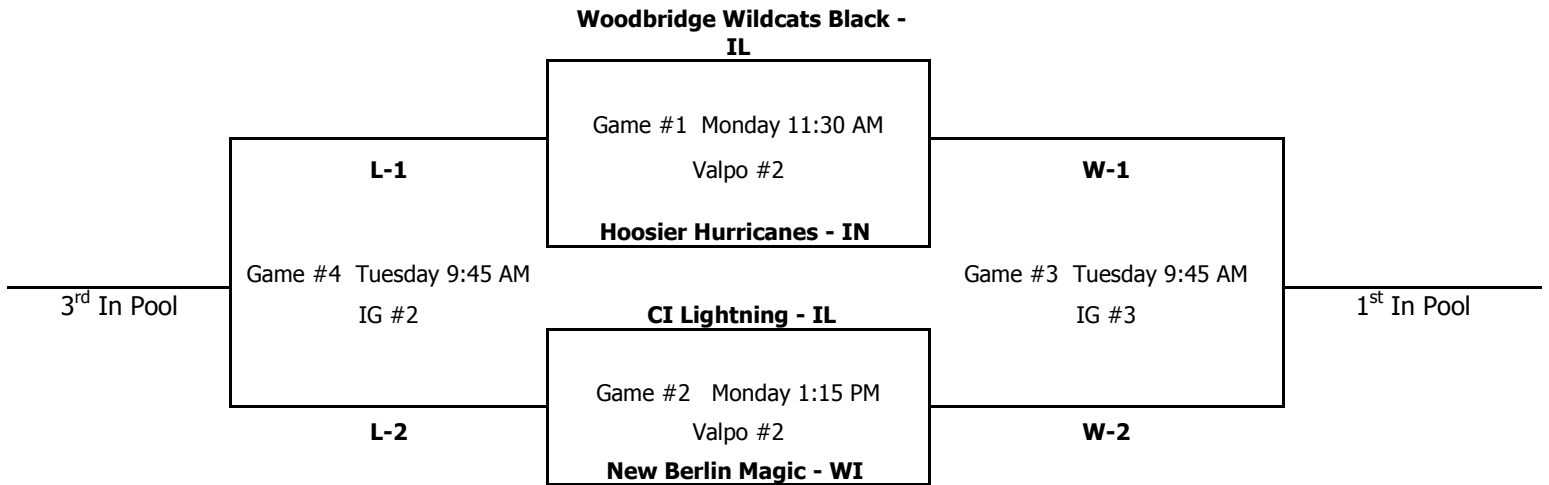 Woodbridge Wildcats Black -
IL
Game #1 Monday 11:30 AM
L-1
Valpo #2
W-1
Hoosier Hurricanes - IN
Game #4 Tuesday 9:45 AM
Game #3 Tuesday 9:45 AM
3rd In Pool
IG #2
CI Lightning - IL
IG #3
1st In Pool
Game #2 Monday 1:15 PM
L-2
Valpo #2
W-2
New Berlin Magic - WI